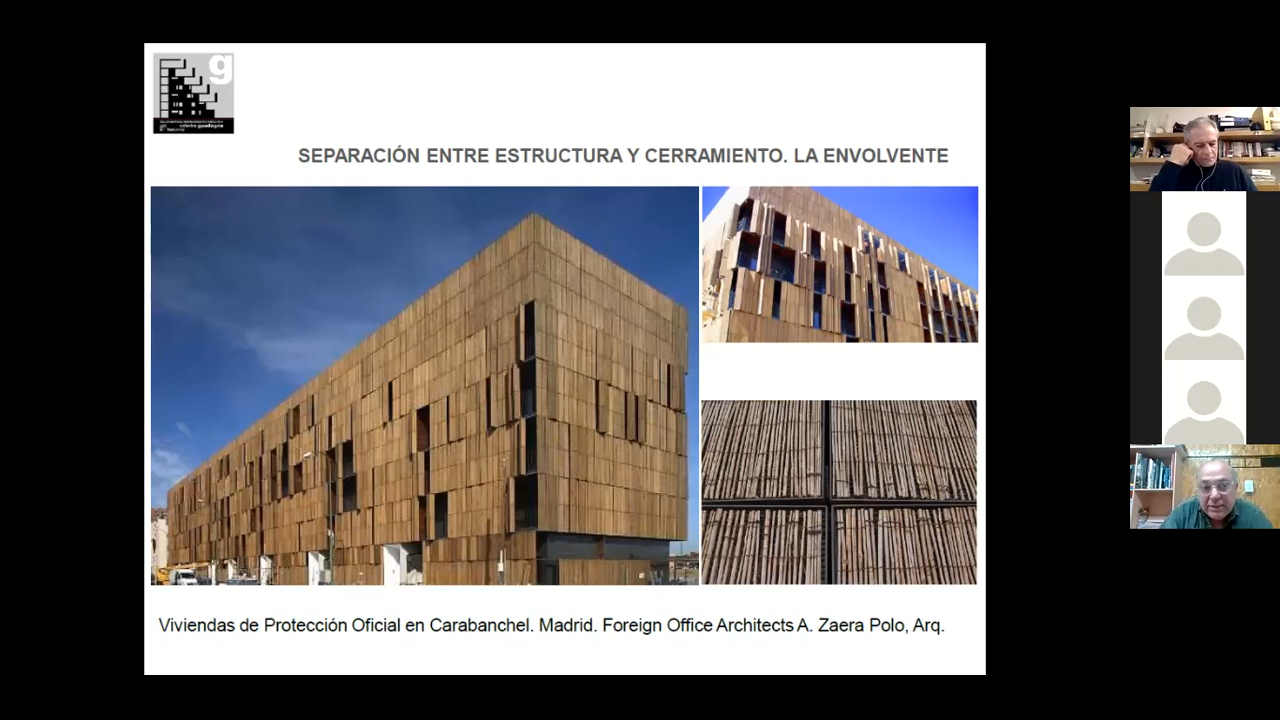 g
SEPARACIÓN ENTRE ESTRUCTURA Y CERRAMIENTO. LA ENVOLVENTE
Viviendas de Protección Oficial en Carabanchel. Madrid. Foreign Office Architects A. Zaera Polo, Arq.